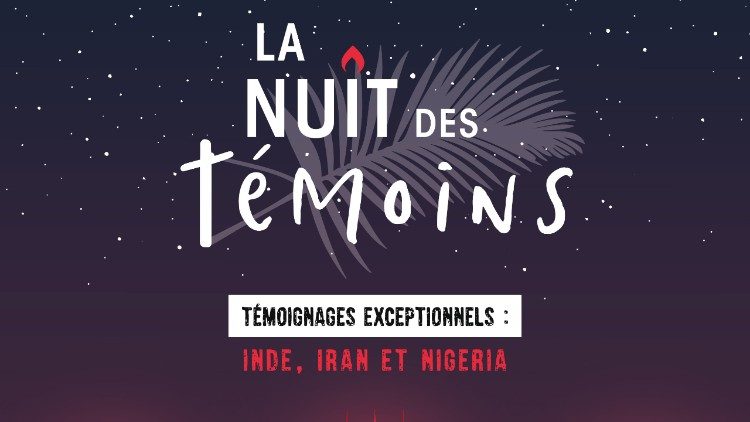 LA
NUIT DES
témoins
TÉMOIGNAGES EXCEPTIONNELS :
INDE, IRAN ET NIGERIA